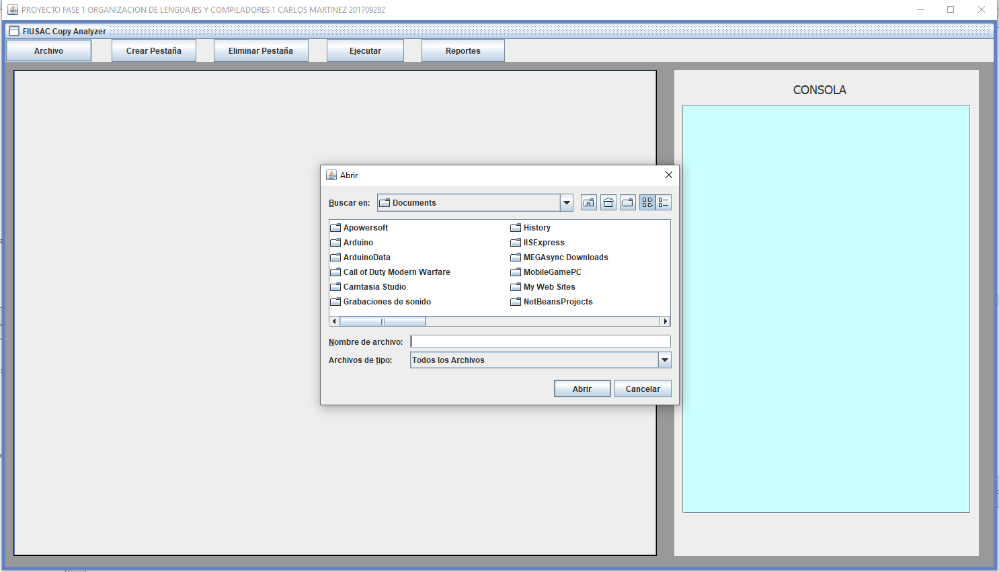 PROYECTO FASE 1 ORGANIZACION DE LENGUAJES Y COMPILADORES 1 CARLOS MARTINEZ 201709282
FIUSAC Copy Analyzer
Archivo Crear Pestaña Eliminar Pestaña Ejecutar Reportes
CONSOLA
Abrir
Buscar en: Documents
Apowersoft
Arduino
ArduinoData
Call of Duty Modern Warfare
Camtasia Studio
Grabaciones de sonido
History
IISExpress
MEGAsync Downloads
MobileGamePC
My Web Sites
NetBeansProjects
Nombre de archivo:
Archivos de tipo: Todos los Archivos
Abrir Cancelar